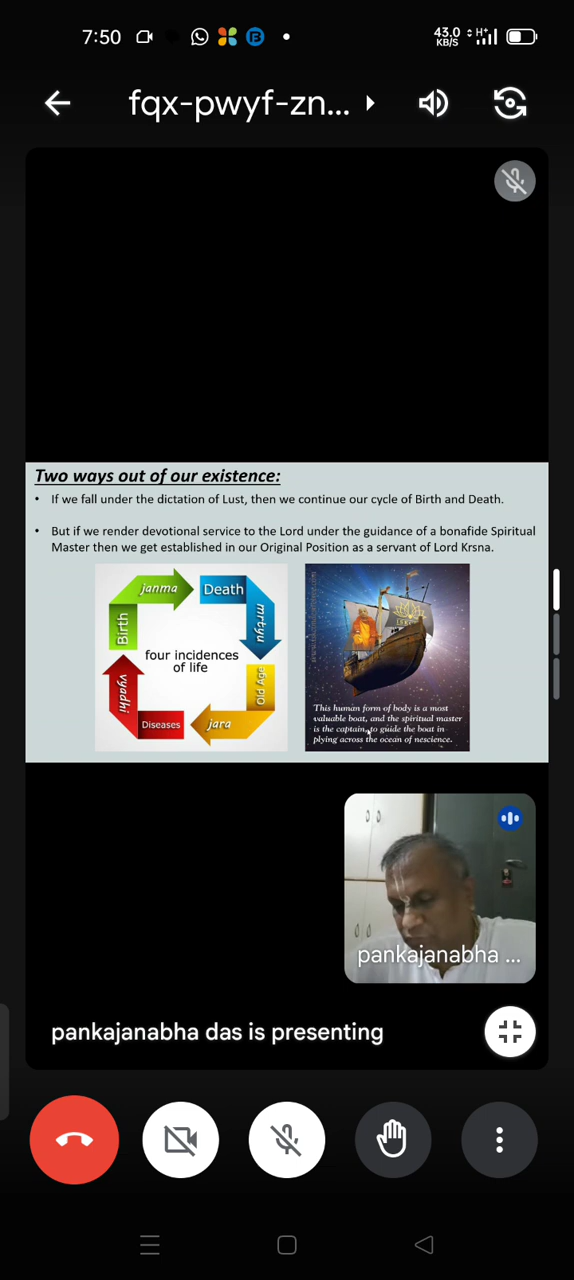 7:50
43.0
KB/S
H+
fqx-pwyf-zn...
Two ways out of our existence:
• If we fall under the dictation of Lust, then we continue our cycle of Birth and Death.
• But if we render devotional service to the Lord under the guidance of a bonafide Spiritual
Master then we get established in our Original Position as a servant of Lord Krsna.
janma
Death
mrtyu
Birth
four incidences
of life
Old Age
vyadhi
Diseases
jara
This human form of body is a most
valuable boat, and the spiritual master
is the captain, to guide the boat in
plying across the ocean of nescience.
pankajanabha ...
pankajanabha das is presenting